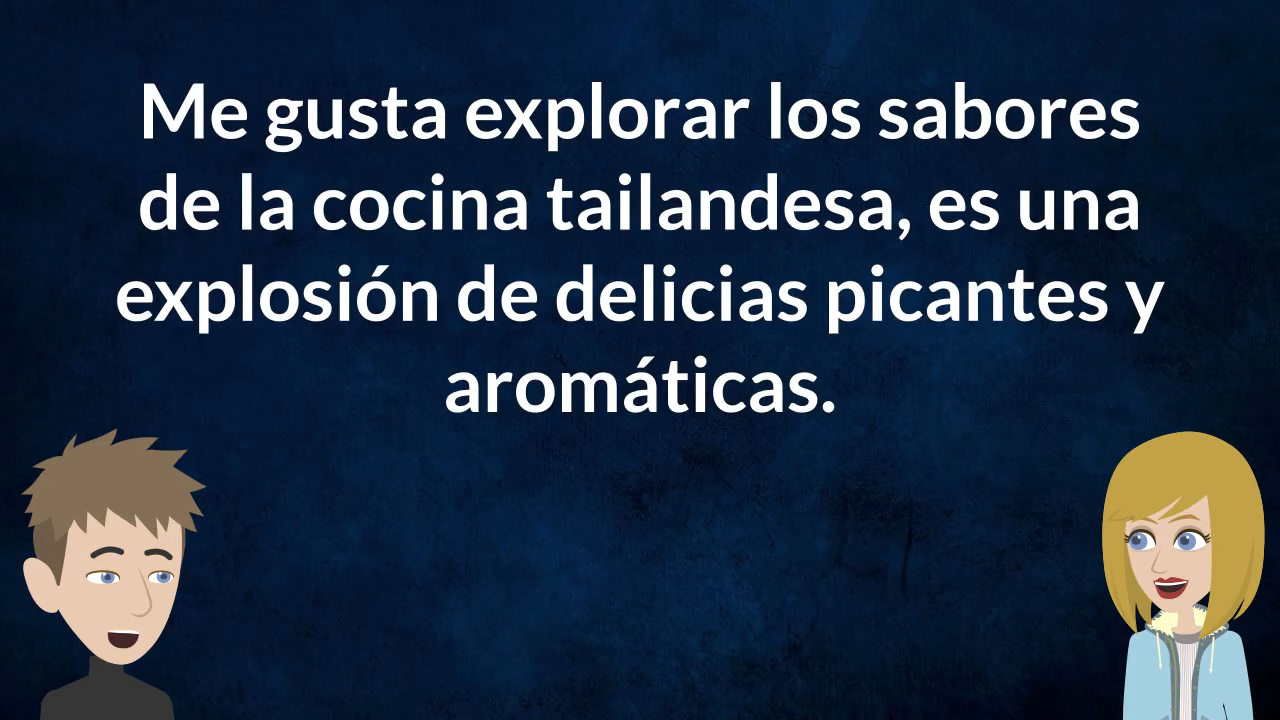 Me gusta explorar los sabores
de la cocina tailandesa, es una
explosión de delicias picantes y
aromáticas.